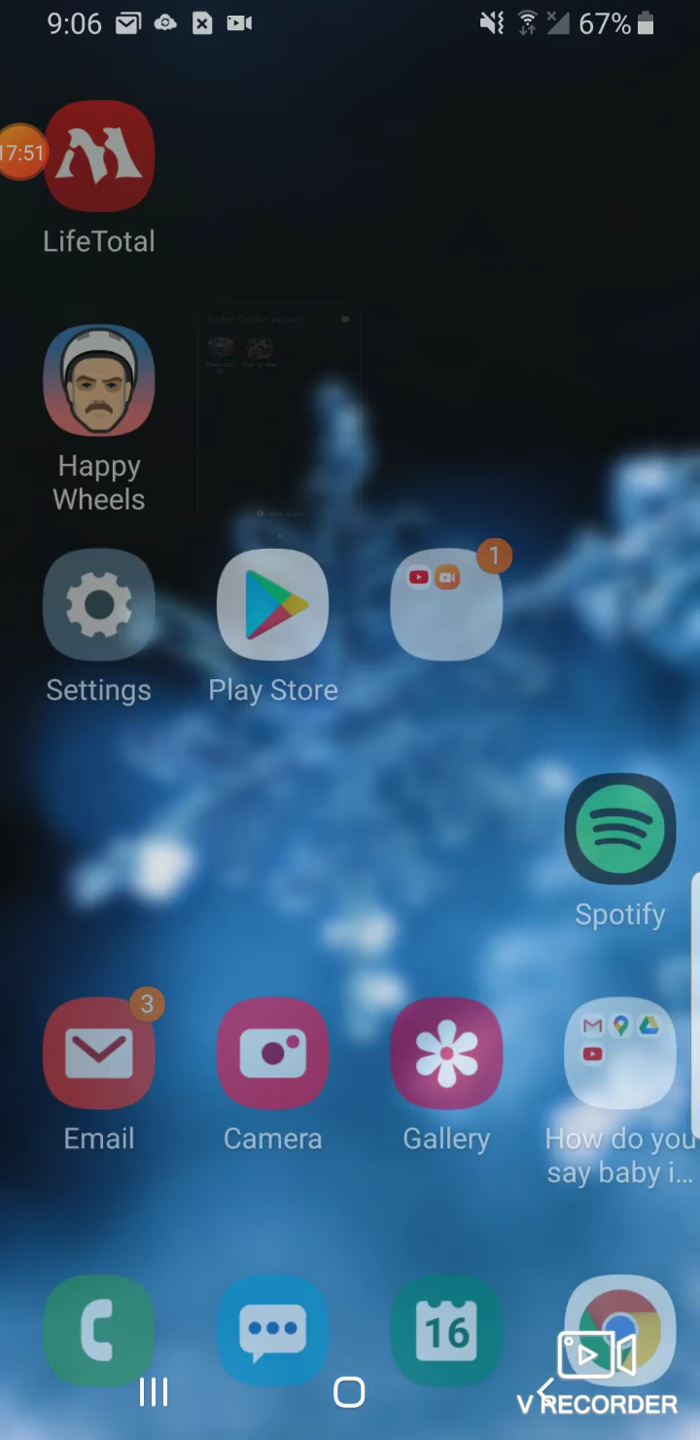 9:06
67%
17:51
LifeTotal
Happy
Wheels
1
Settings
Play Store
Spotify
3
Email
Camera
Gallery
How do you
say baby i...
16
V RECORDER